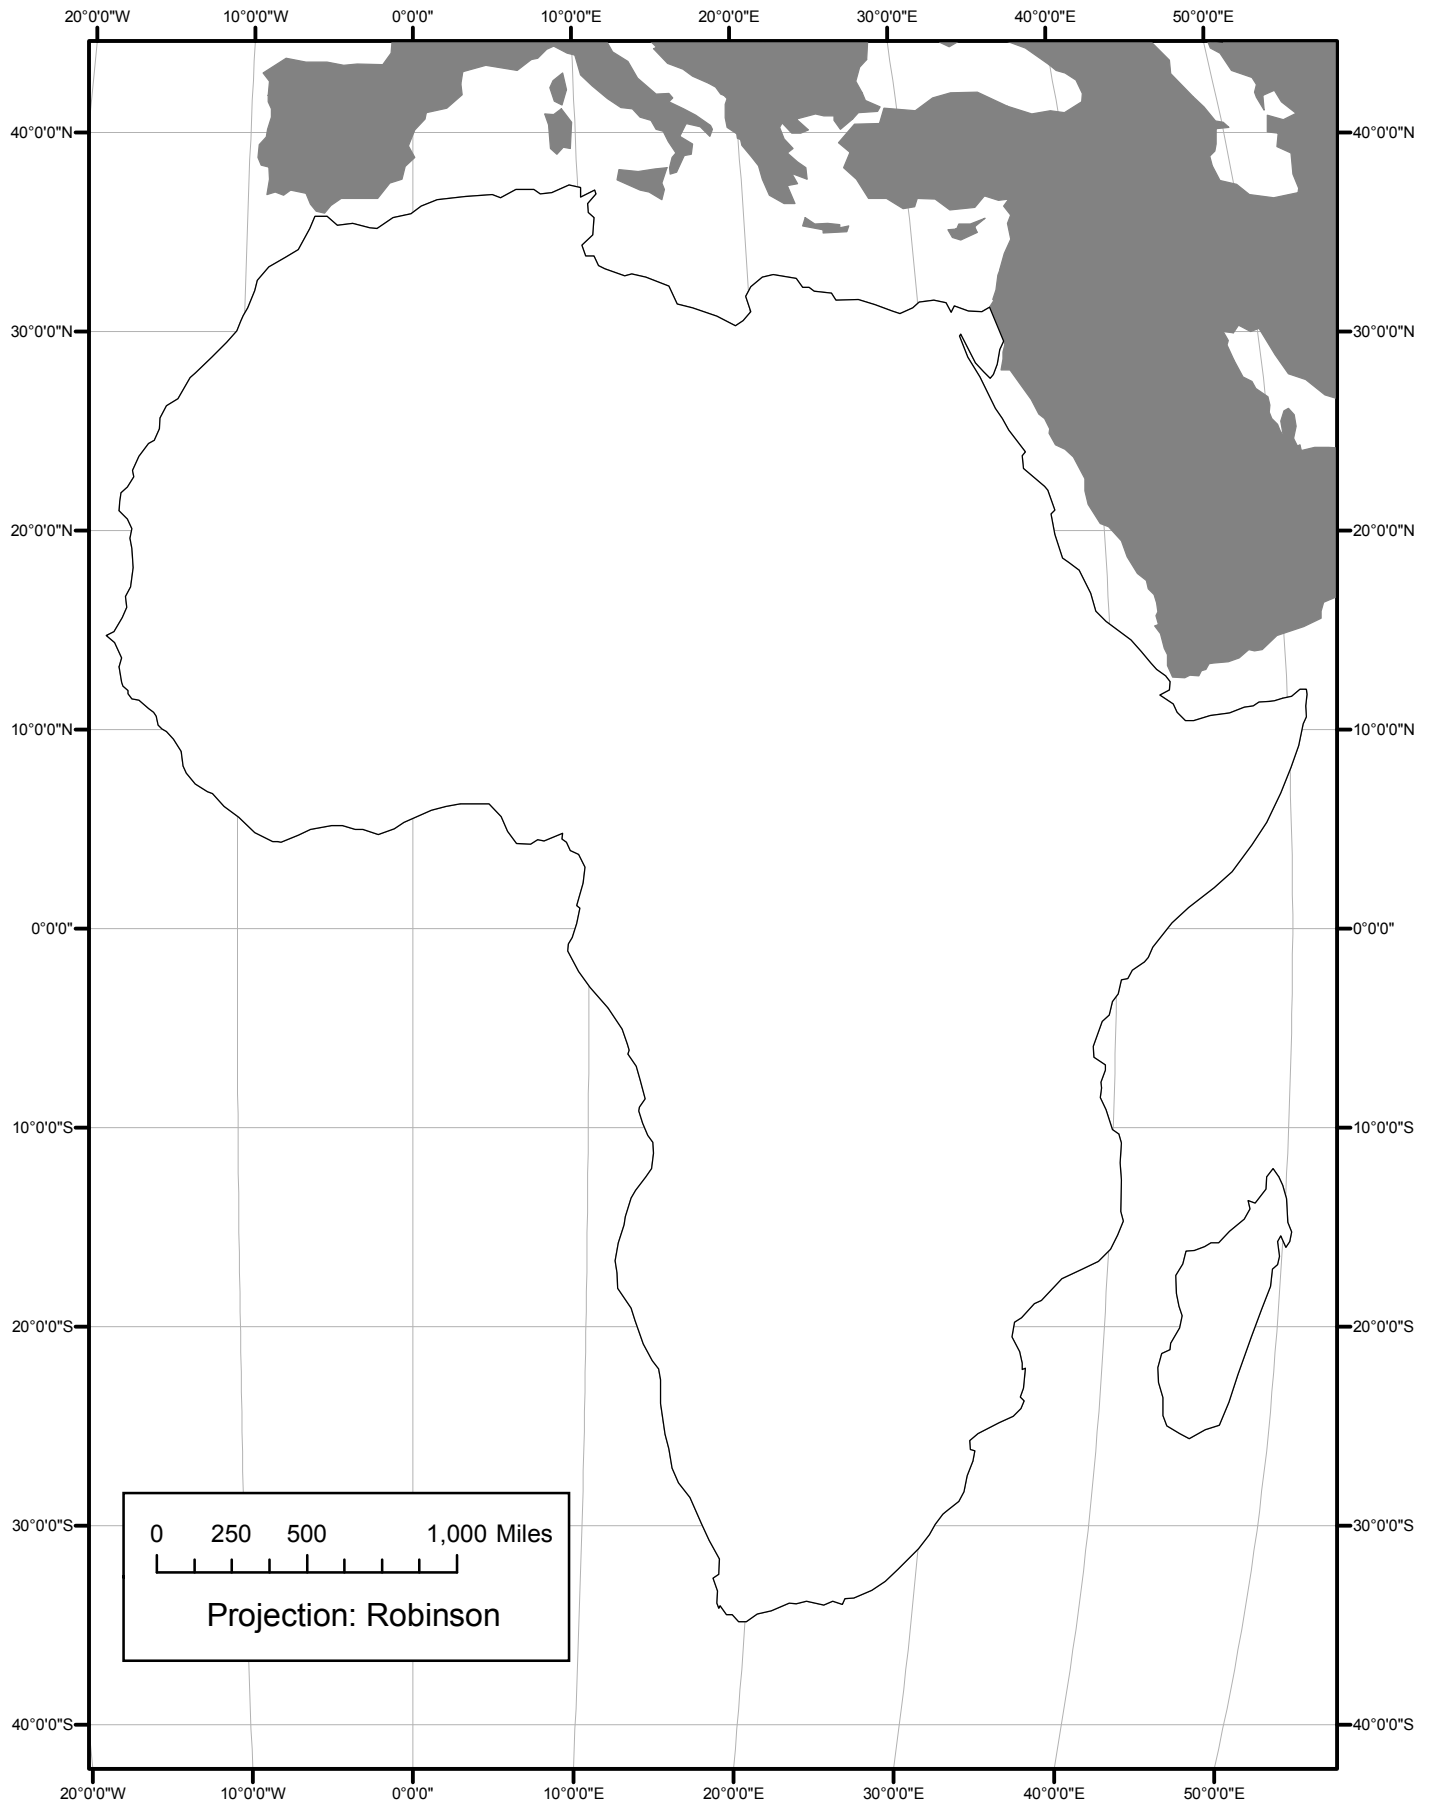 20°0'0"W 10°0'0"W 0°0'0" 10°0'0"E 20°0'0"E 30°0'0"E 40°0'0"E 50°0'0"E
40°0'0"N 40°0'0"N
30°0'0"N 30°0'0"N
20°0'0"N 20°0'0"N
10°0'0"N 10°0'0"N
0°0'0" 0°0'0"
10°0'0"S 10°0'0"S
20°0'0"S 20°0'0"S
30°0'0"S 30°0'0"S
0 250 500 1,000 Miles
Projection: Robinson
40°0'0"S 40°0'0"S
20°0'0"W 10°0'0"W 0°0'0" 10°0'0"E 20°0'0"E 30°0'0"E 40°0'0"E 50°0'0"E